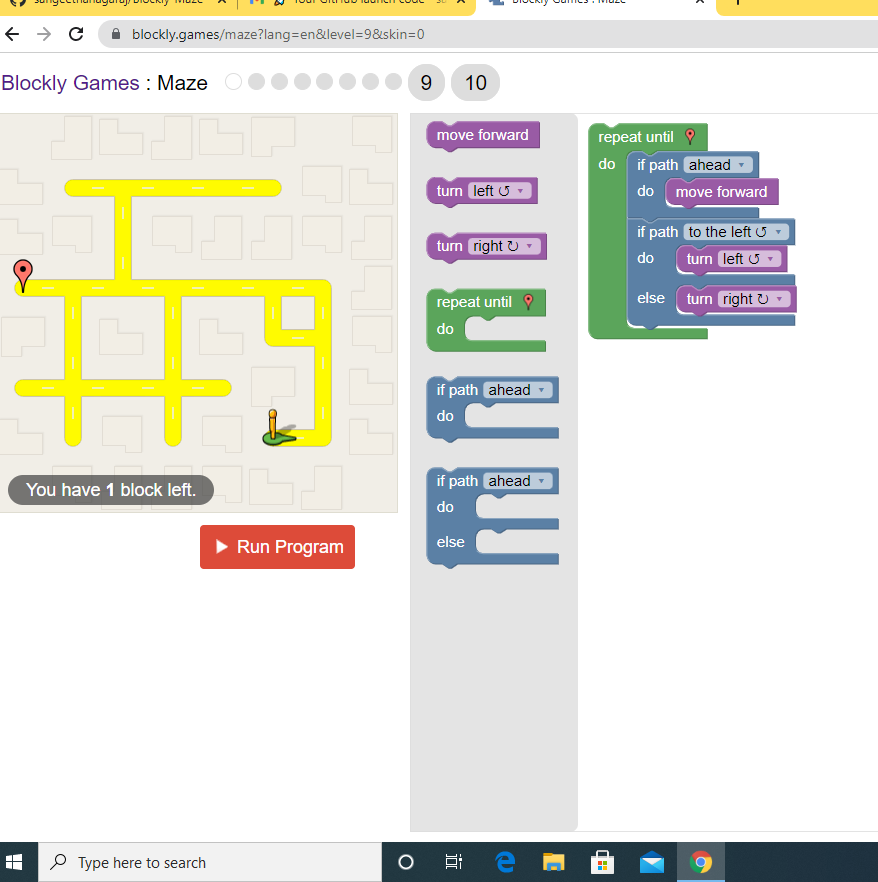 sangeethanagaraj/Blockly-Maze
Your GitHub launch code
Blockly Games : Maze
blockly.games/maze?lang=en&level=9&skin=0
Blockly Games : Maze 9 10
You have 1 block left.
Run Program
move forward
turn left ↺ ▾
turn right ↻ ▾
repeat until
do
if path ahead ▾
do
if path ahead ▾
do
else
repeat until
do if path ahead ▾
do move forward
if path to the left ↺ ▾
do turn left ↺ ▾
else turn right ↻ ▾
Type here to search